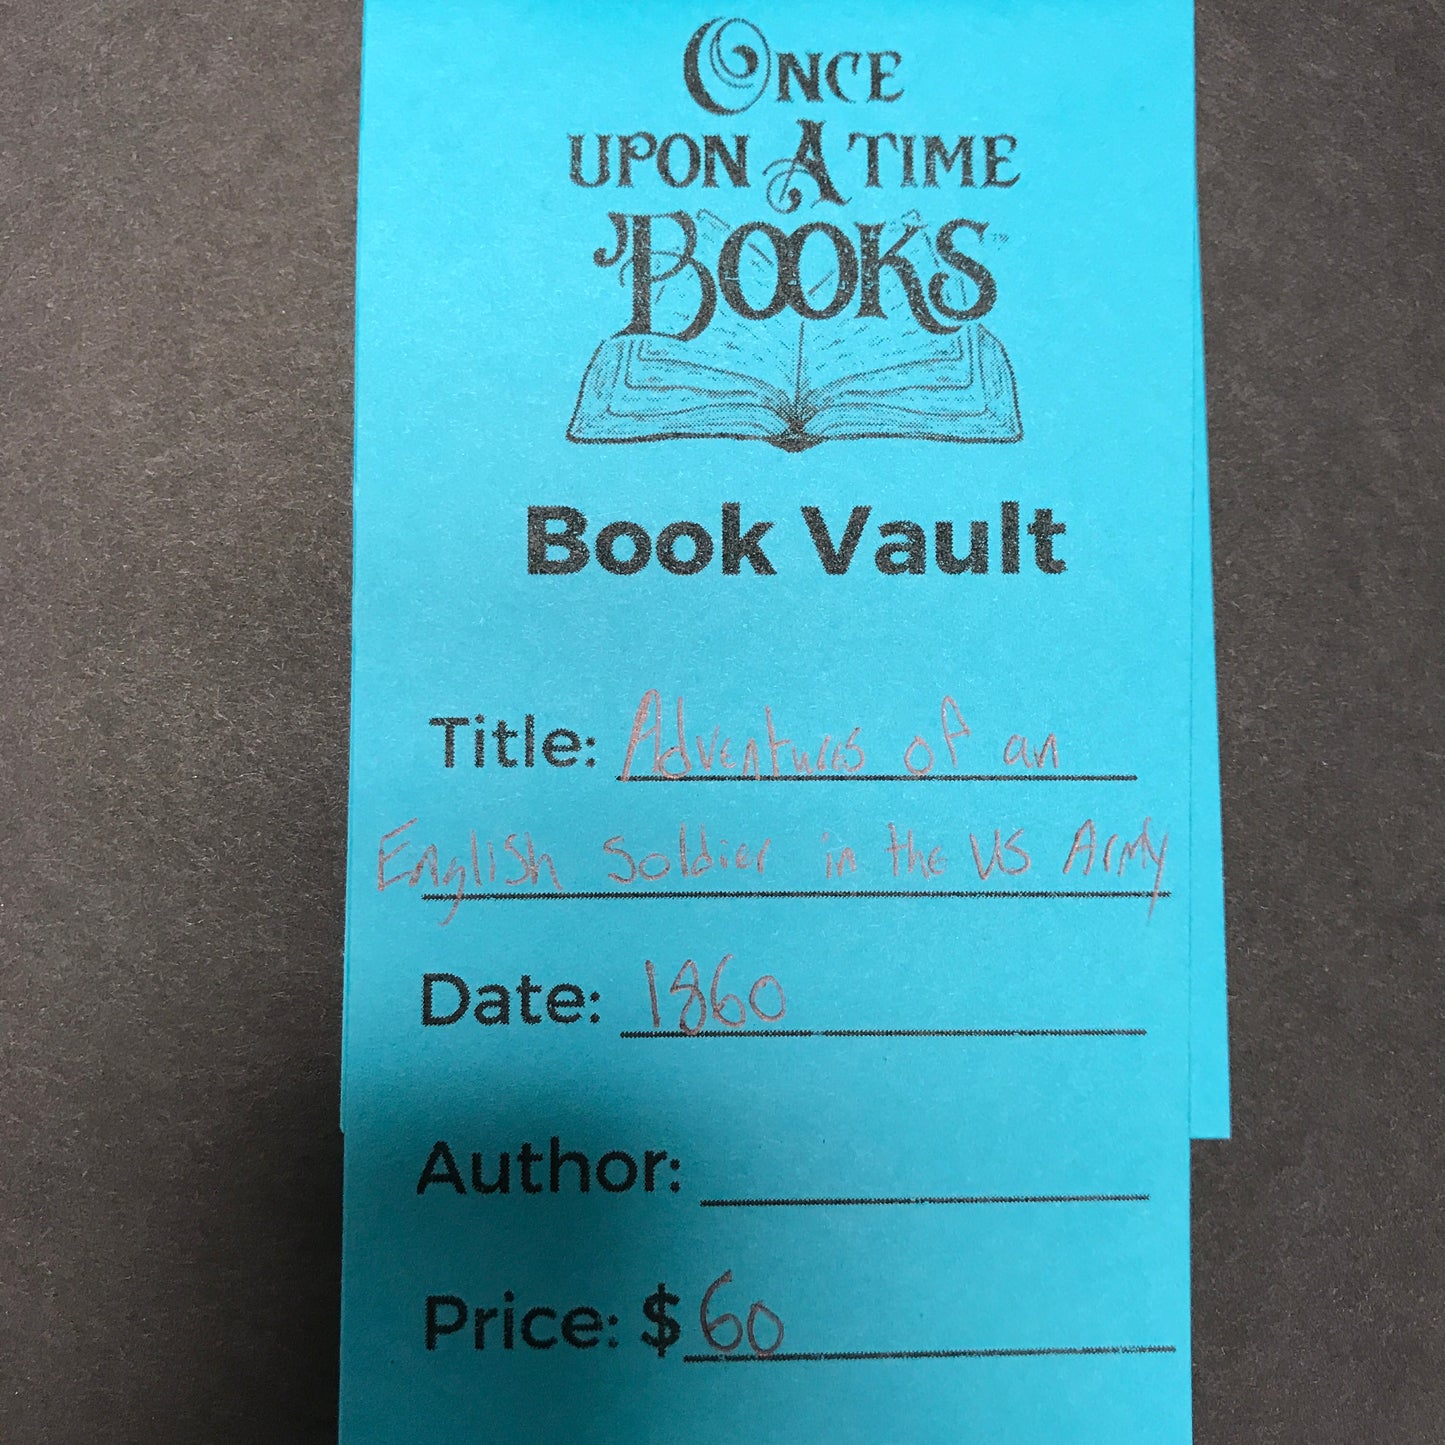 Once
upon A Time
Books
Book Vault
Title: Adventures of an
English Soldier in the US Army
Date: 1860
Author:
Price: $60